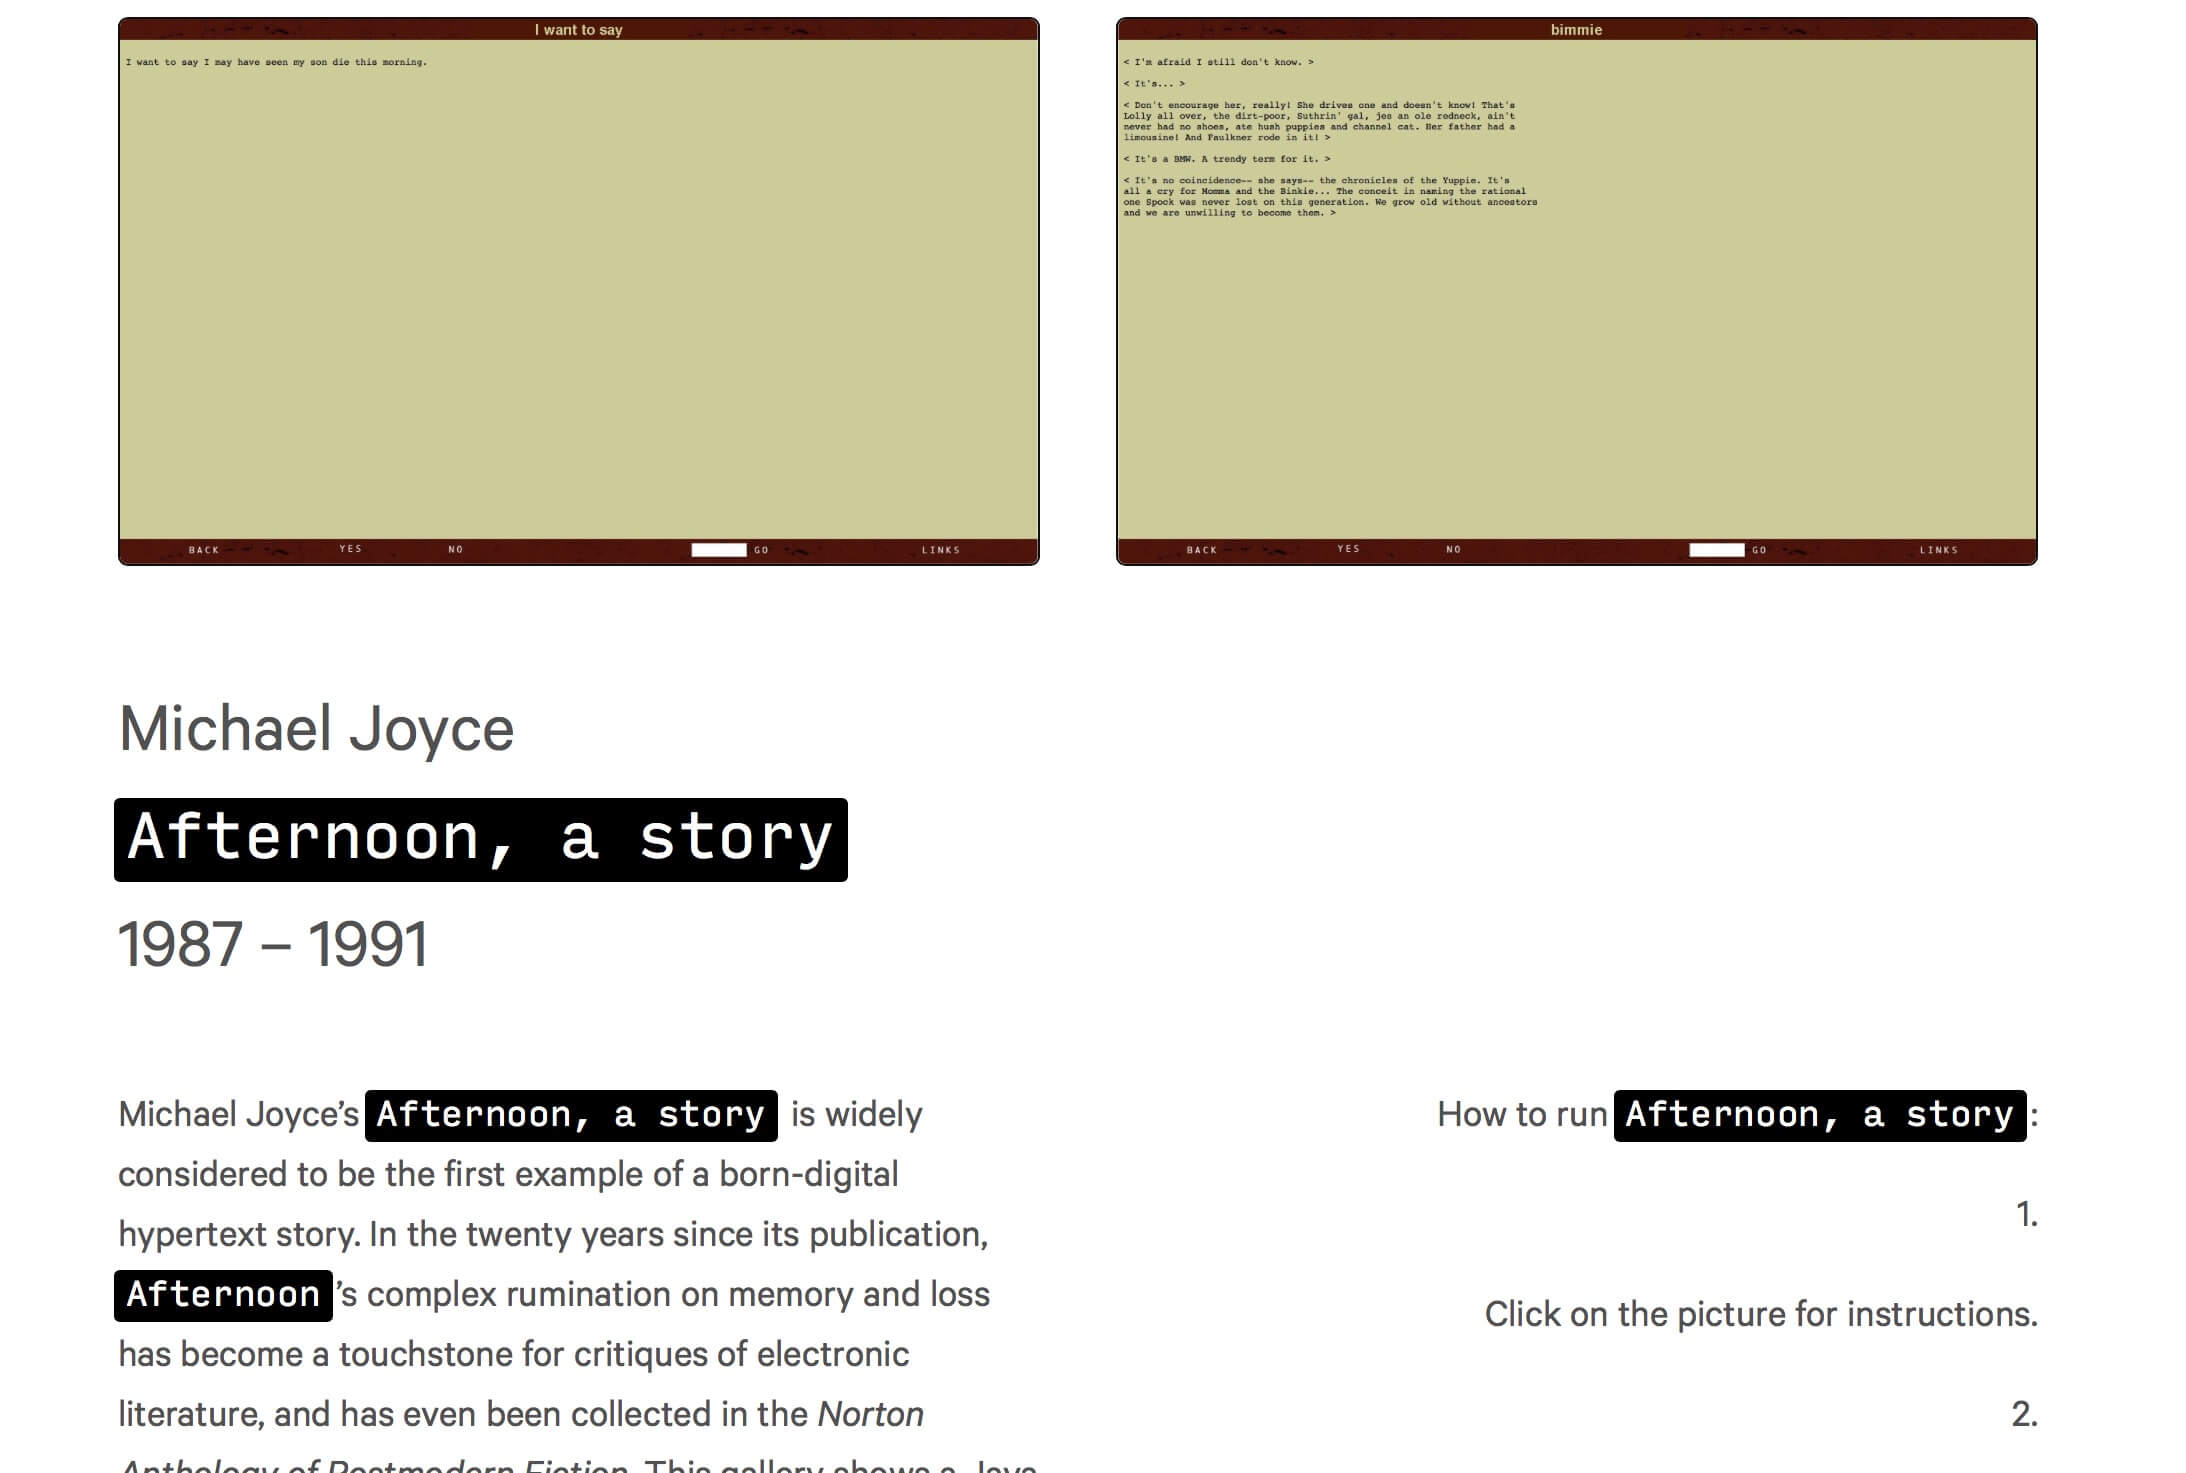 I want to say
I want to say I may have seen my son die this morning.
BACK YES NO GO LINKS
bimmie
< I'm afraid I still don't know. >
< It's... >
< Don't encourage her, really! She drives one and doesn't know! That's
Lolly all over, the dirt-poor, Suthrin' gal, jes an ole redneck, ain't
never had no shoes, ate hush puppies and channel cat. Her father had a
limousine! And Faulkner rode in it! >
< It's a BMW. A trendy term for it. >
< It's no coincidence-- she says-- the chronicles of the Yuppie. It's
all a cry for Momma and the Binkie... The conceit in naming the rational
one Spock was never lost on this generation. We grow old without ancestors
and we are unwilling to become them. >
BACK YES NO GO LINKS
Michael Joyce
Afternoon, a story
1987 – 1991
Michael Joyce’s Afternoon, a story is widely
considered to be the first example of a born-digital
hypertext story. In the twenty years since its publication,
Afternoon’s complex rumination on memory and loss
has become a touchstone for critiques of electronic
literature, and has even been collected in the Norton
Anthology of Postmodern Fiction. This gallery shows a Java
How to run Afternoon, a story:
1.
Click on the picture for instructions.
2.